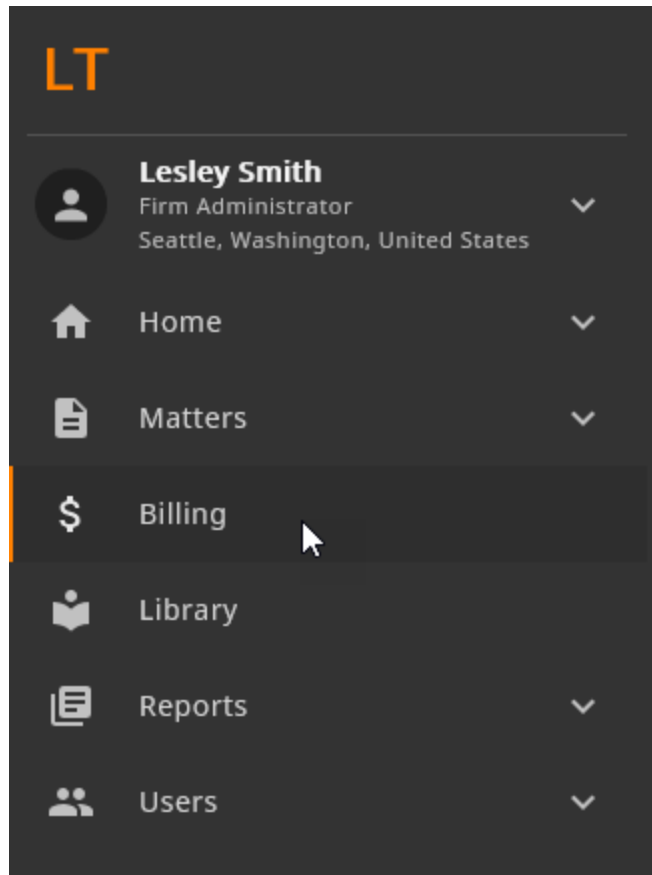 LT
Lesley Smith
Firm Administrator
Seattle, Washington, United States
Home
Matters
$ Billing
Library
Reports
Users